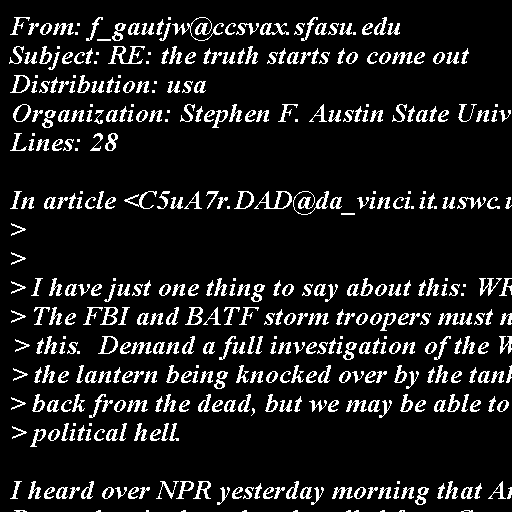 From: f_gautjw@ccsvax.sfasu.edu
Subject: RE: the truth starts to come out
Distribution: usa
Organization: Stephen F. Austin State Univ
Lines: 28
In article <C5uA7r.DAD@da_vinci.it.uswc.u
>
>
> I have just one thing to say about this: WR
> The FBI and BATF storm troopers must n
> this.  Demand a full investigation of the W
> the lantern being knocked over by the tank
> back from the dead, but we may be able to
> political hell.
I heard over NPR yesterday morning that